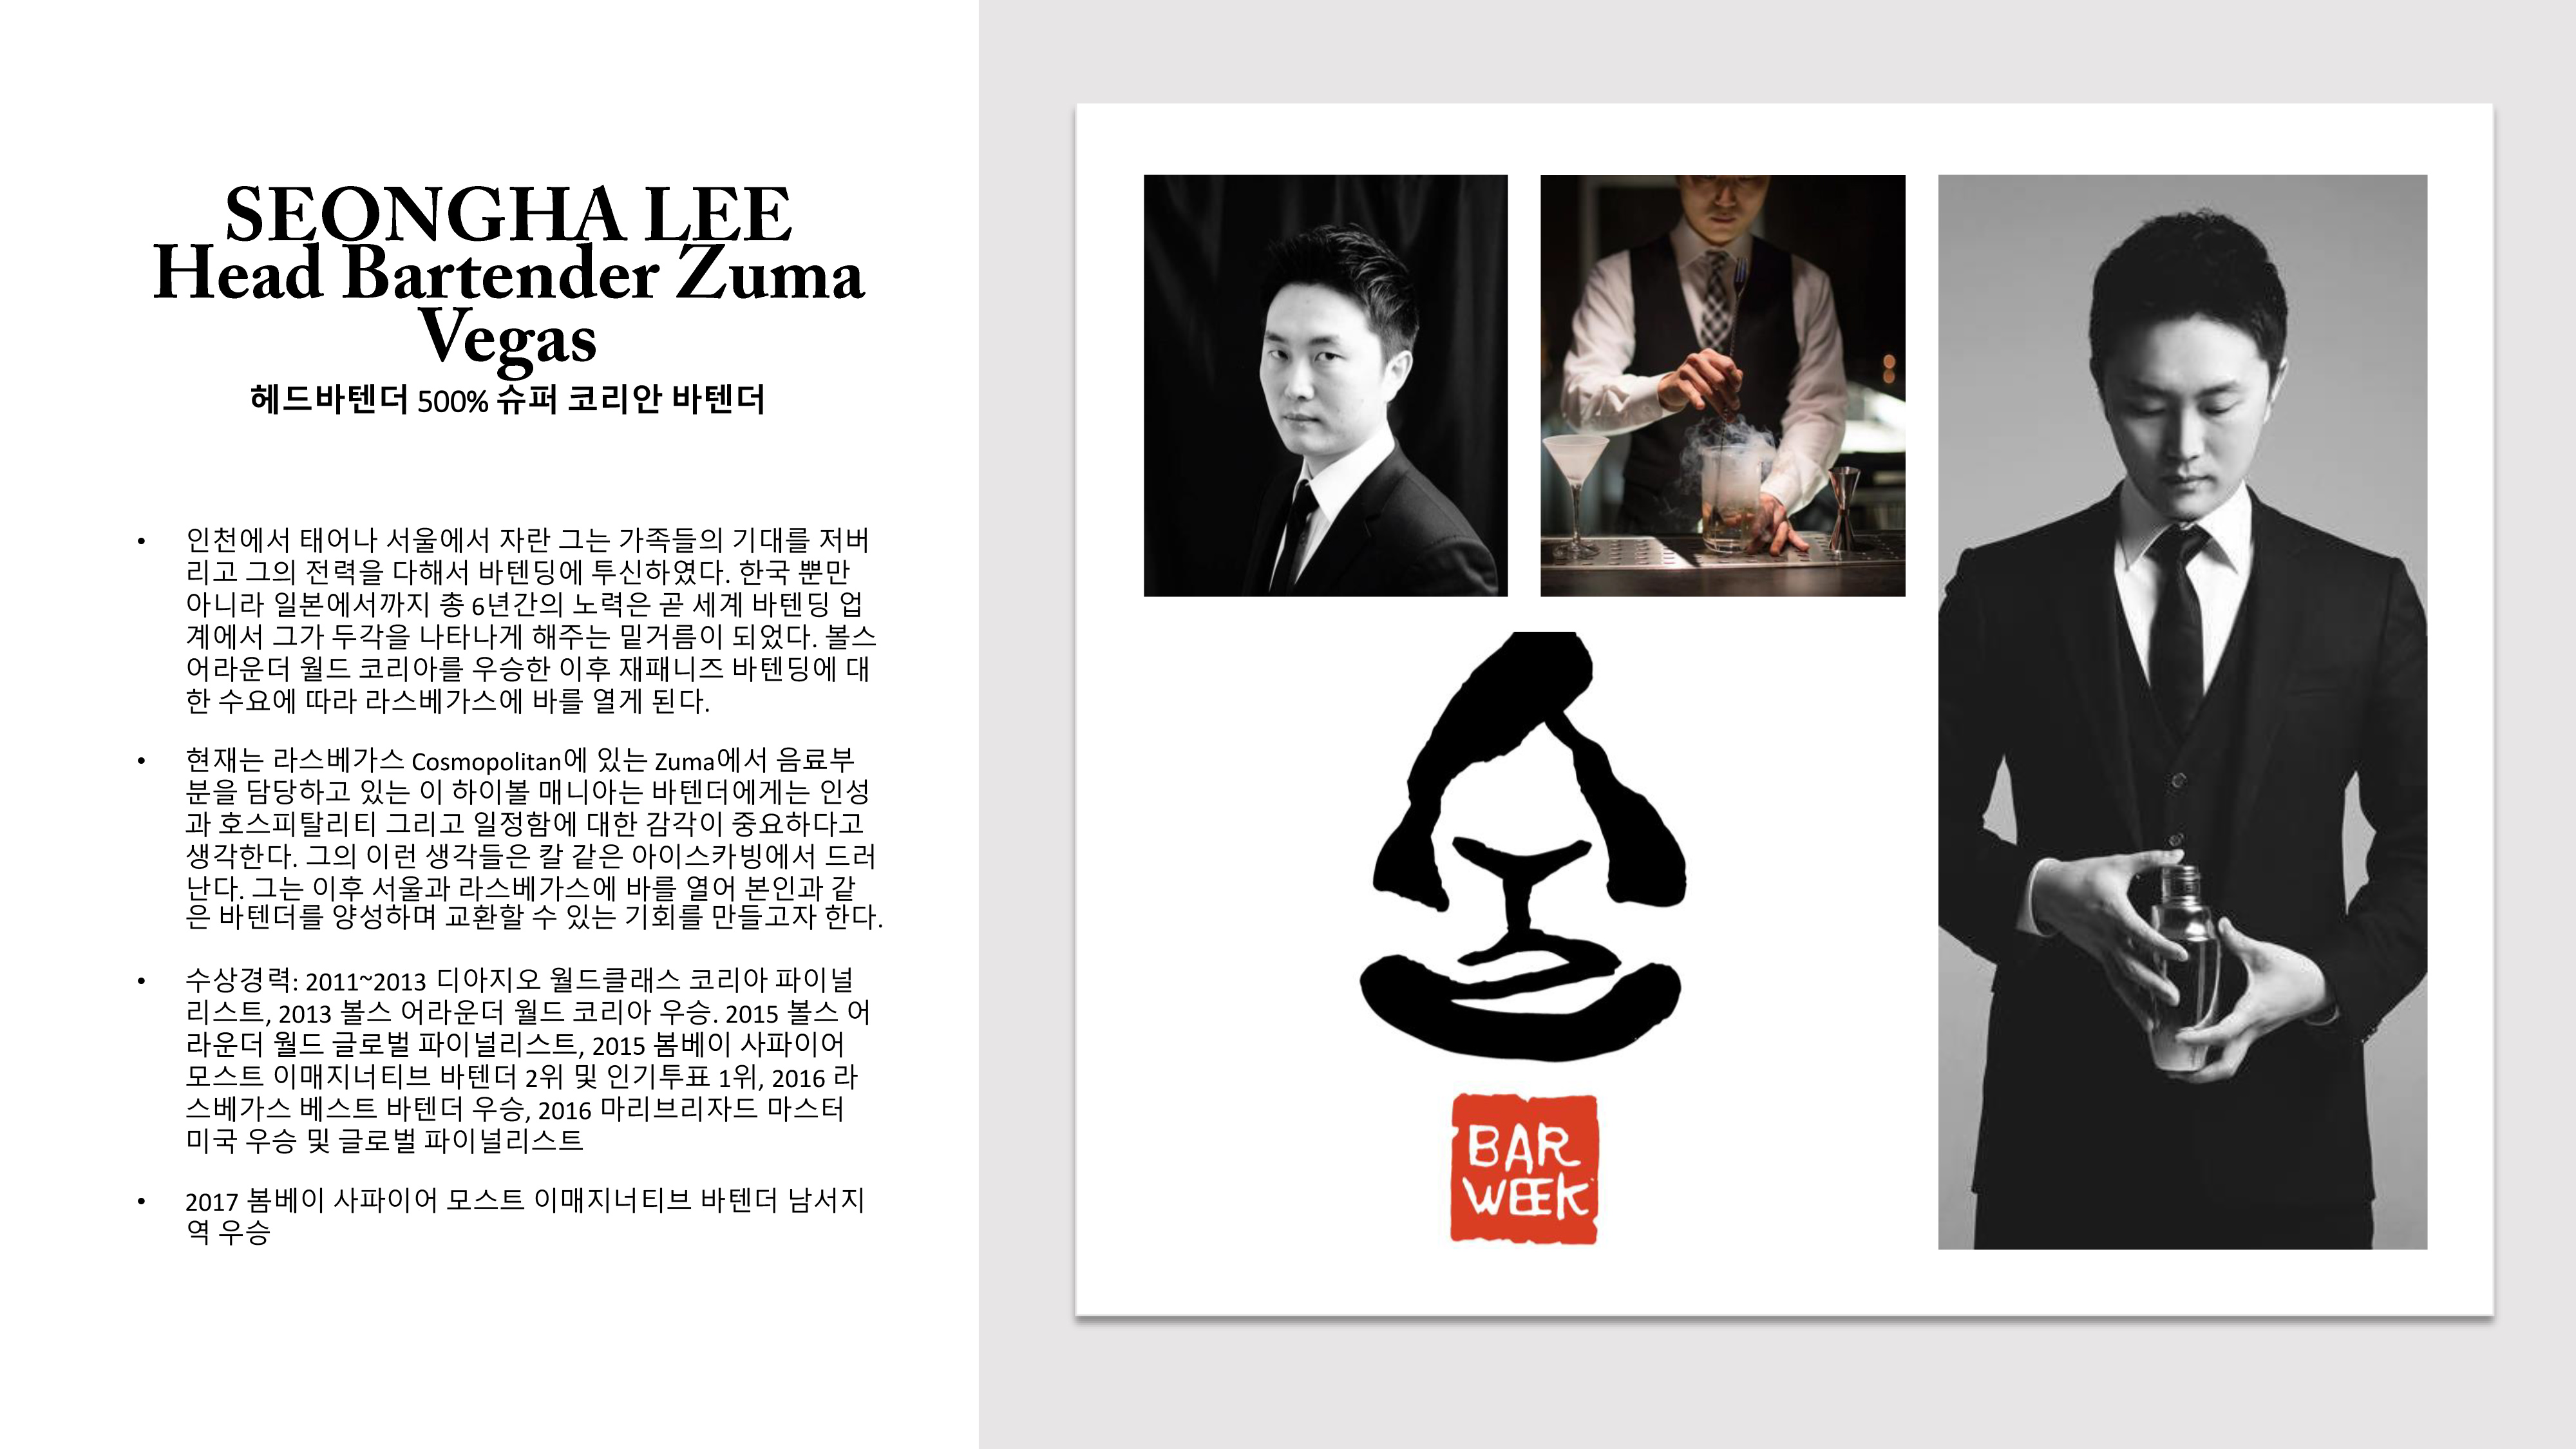 SEONGHA LEE
Head Bartender Zuma
Vegas
헤드바텐더 500% 슈퍼 코리안 바텐더
• 인천에서 태어나 서울에서 자란 그는 가족들의 기대를 저버
리고 그의 전력을 다해서 바텐딩에 투신하였다. 한국 뿐만
아니라 일본에서까지 총 6년간의 노력은 곧 세계 바텐딩 업
계에서 그가 두각을 나타나게 해주는 밑거름이 되었다. 볼스
어라운더 월드 코리아를 우승한 이후 재패니즈 바텐딩에 대
한 수요에 따라 라스베가스에 바를 열게 된다.
• 현재는 라스베가스 Cosmopolitan에 있는 Zuma에서 음료부
분을 담당하고 있는 이 하이볼 매니아는 바텐더에게는 인성
과 호스피탈리티 그리고 일정함에 대한 감각이 중요하다고
생각한다. 그의 이런 생각들은 칼 같은 아이스카빙에서 드러
난다. 그는 이후 서울과 라스베가스에 바를 열어 본인과 같
은 바텐더를 양성하며 교환할 수 있는 기회를 만들고자 한다.
• 수상경력: 2011~2013 디아지오 월드클래스 코리아 파이널
리스트, 2013 볼스 어라운더 월드 코리아 우승. 2015 볼스 어
라운더 월드 글로벌 파이널리스트, 2015 봄베이 사파이어
모스트 이매지너티브 바텐더 2위 및 인기투표 1위, 2016 라
스베가스 베스트 바텐더 우승, 2016 마리브리자드 마스터
미국 우승 및 글로벌 파이널리스트
• 2017 봄베이 사파이어 모스트 이매지너티브 바텐더 남서지
역 우승
BAR
WEEK